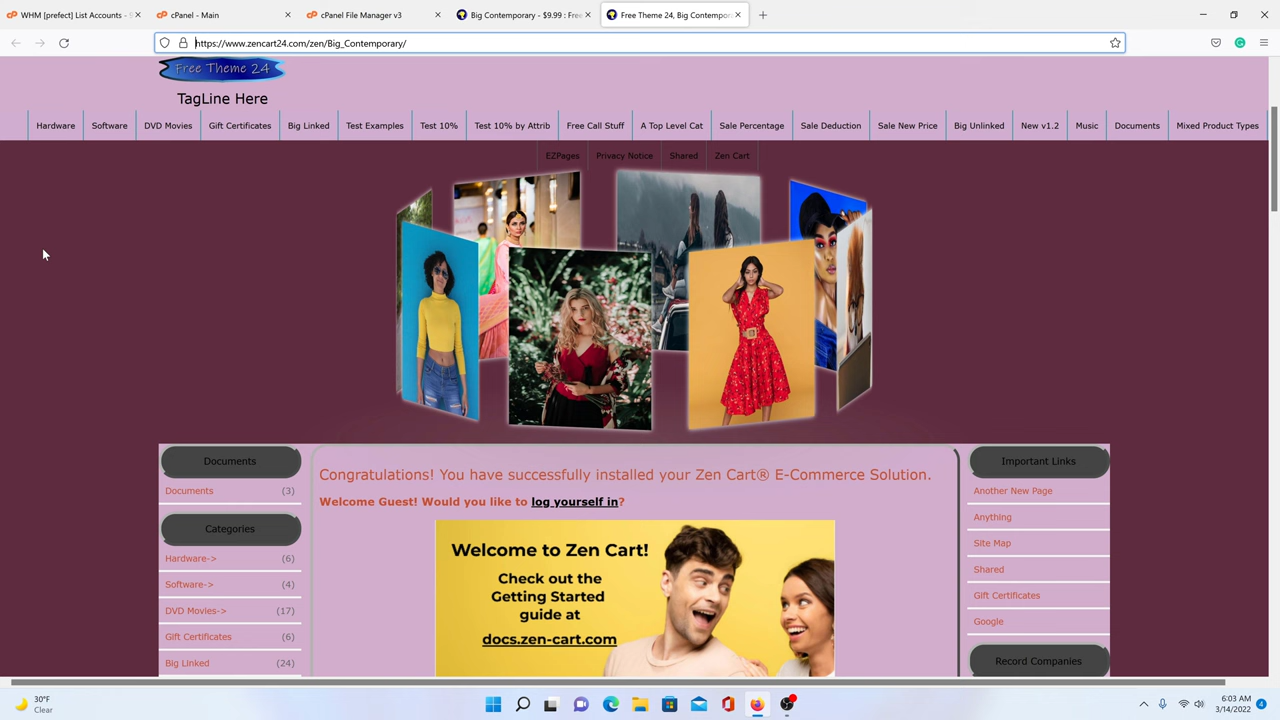 WHM [prefect] List Accounts - 9
cPanel - Main
cPanel File Manager v3
Big Contemporary - $9.99 : Free
Free Theme 24, Big Contempor
https://www.zencart24.com/zen/Big_Contemporary/
Free Theme 24
TagLine Here
Hardware Software DVD Movies Gift Certificates Big Linked Test Examples Test 10% Test 10% by Attrib Free Call Stuff A Top Level Cat Sale Percentage Sale Deduction Sale New Price Big Unlinked New v1.2 Music Documents Mixed Product Types
EZPages Privacy Notice Shared Zen Cart
Documents
Documents (3)
Categories
Hardware-> (6)
Software-> (4)
DVD Movies-> (17)
Gift Certificates (6)
Big Linked (24)
Congratulations! You have successfully installed your Zen Cart® E-Commerce Solution.
Welcome Guest! Would you like to log yourself in?
Welcome to Zen Cart!
Check out the
Getting Started
guide at
docs.zen-cart.com
Important Links
Another New Page
Anything
Site Map
Shared
Gift Certificates
Google
Record Companies
30°F
Clear
6:03 AM
3/14/2022
4